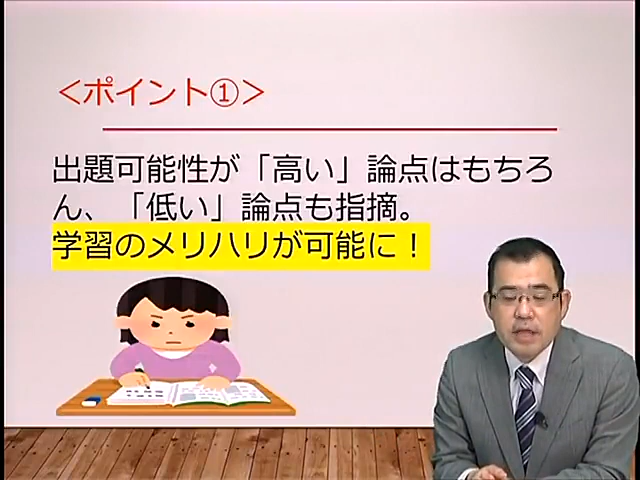 ＜ポイント①＞
出題可能性が「高い」論点はもちろ
ん、「低い」論点も指摘。
学習のメリハリが可能に！